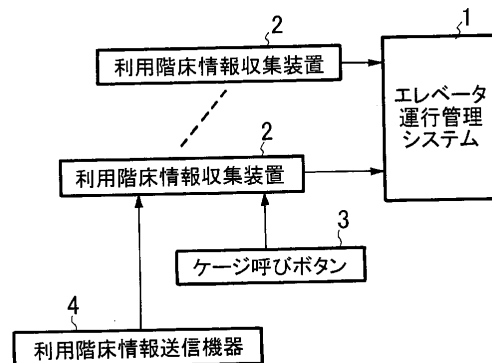 1
2
利用階床情報収集装置
エレベータ
運行管理
システム
2
利用階床情報収集装置
3
ケージ呼びボタン
4
利用階床情報送信機器